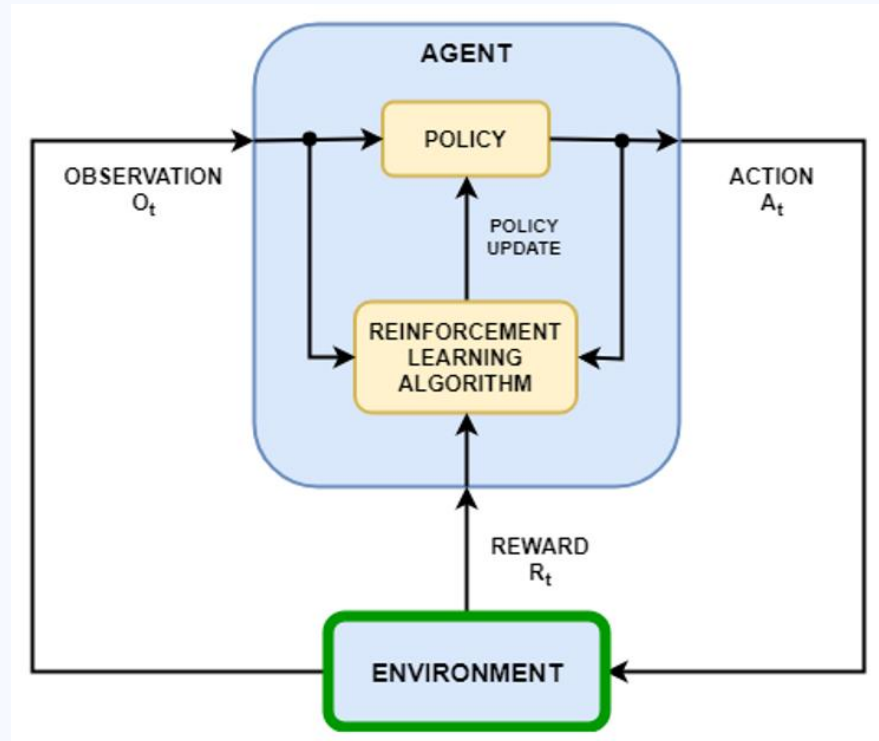 AGENT
POLICY
OBSERVATION
Oₜ
ACTION
Aₜ
POLICY
UPDATE
REINFORCEMENT
LEARNING
ALGORITHM
REWARD
Rₜ
ENVIRONMENT